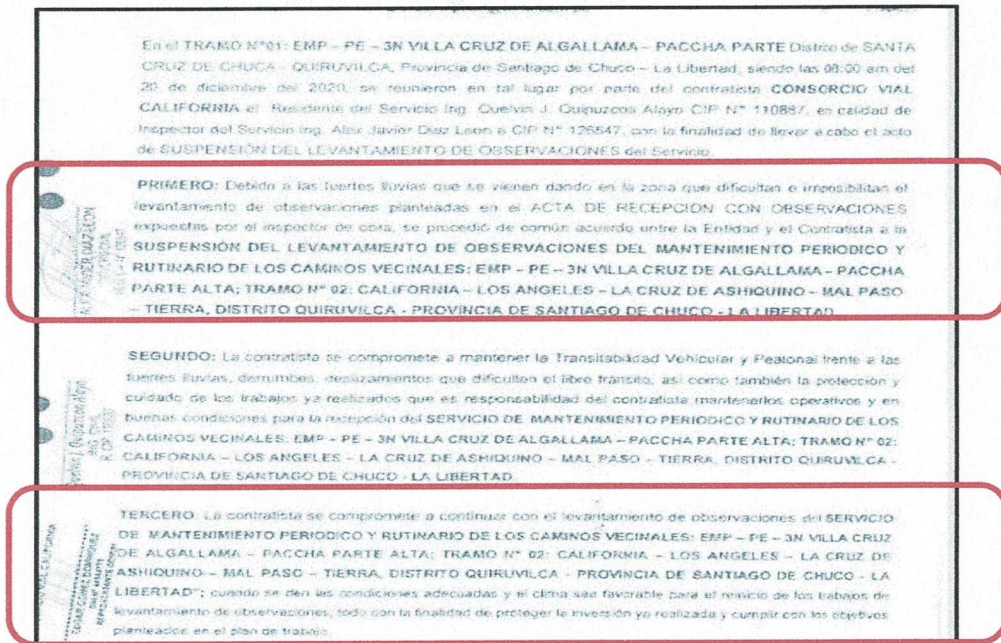 En el TRAMO N°01: EMP – PE – 3N VILLA CRUZ DE ALGALLAMA – PACCHA PARTE Distrito de SANTA
CRUZ DE CHUCA - QUIRUVILCA, Provincia de Santiago de Chuco – La Libertad, siendo las 08:00 am del
20 de diciembre del 2020, se reunieron en tal lugar por parte del contratista CONSORCIO VIAL
CALIFORNIA el Residente del Servicio Ing. Quelvin J. Quipuzcoa Alayo CIP N° 110887, en calidad de
Inspector del Servicio Ing. Alex Javier Diaz Leon a CIP N° 126547, con la finalidad de llevar a cabo el acto
de SUSPENSIÓN DEL LEVANTAMIENTO DE OBSERVACIONES del Servicio.
PRIMERO: Debido a las fuertes lluvias que se vienen dando en la zona que dificultan e imposibilitan el
levantamiento de observaciones planteadas en el ACTA DE RECEPCION CON OBSERVACIONES
expuestas por el inspector de obra, se procedió de común acuerdo entre la Entidad y el Contratista a la
SUSPENSIÓN DEL LEVANTAMIENTO DE OBSERVACIONES DEL MANTENIMIENTO PERIODICO Y
RUTINARIO DE LOS CAMINOS VECINALES: EMP – PE – 3N VILLA CRUZ DE ALGALLAMA – PACCHA
PARTE ALTA; TRAMO N° 02: CALIFORNIA – LOS ANGELES – LA CRUZ DE ASHIQUINO – MAL PASO
– TIERRA, DISTRITO QUIRUVILCA - PROVINCIA DE SANTIAGO DE CHUCO - LA LIBERTAD
SEGUNDO: La contratista se compromete a mantener la Transitabilidad Vehicular y Peatonal frente a las
fuertes lluvias, derrumbes, deslizamientos que dificulten el libre tránsito, así como también la protección y
cuidado de los trabajos ya realizados que es responsabilidad del contratista mantenerlos operativos y en
buenas condiciones para la recepción del SERVICIO DE MANTENIMIENTO PERIODICO Y RUTINARIO DE LOS
CAMINOS VECINALES: EMP – PE – 3N VILLA CRUZ DE ALGALLAMA – PACCHA PARTE ALTA; TRAMO N° 02:
CALIFORNIA – LOS ANGELES – LA CRUZ DE ASHIQUINO – MAL PASO – TIERRA, DISTRITO QUIRUVILCA -
PROVINCIA DE SANTIAGO DE CHUCO - LA LIBERTAD
TERCERO: La contratista se compromete a continuar con el levantamiento de observaciones del SERVICIO
DE MANTENIMIENTO PERIODICO Y RUTINARIO DE LOS CAMINOS VECINALES: EMP – PE – 3N VILLA CRUZ
DE ALGALLAMA – PACCHA PARTE ALTA; TRAMO N° 02: CALIFORNIA – LOS ANGELES – LA CRUZ DE
ASHIQUINO – MAL PASO – TIERRA, DISTRITO QUIRUVILCA - PROVINCIA DE SANTIAGO DE CHUCO - LA
LIBERTAD"; cuando se den las condiciones adecuadas y el clima sea favorable para el reinicio de los trabajos de
levantamiento de observaciones, todo con la finalidad de proteger la inversión ya realizada y cumplir con los objetivos
planteados en el plan de trabajo.